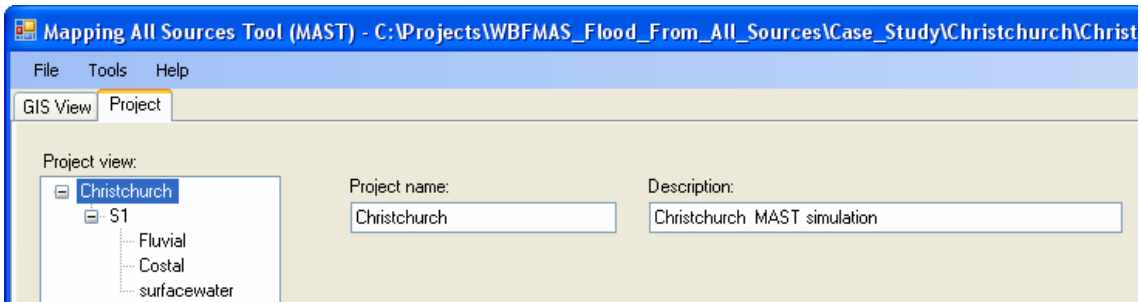 Mapping All Sources Tool (MAST) - C:\Projects\WBFMAS_Flood_From_All_Sources\Case_Study\Christchurch\Christ
File Tools Help
GIS View Project
Project view:
Christchurch
S1
Fluvial
Costal
surfacewater
Project name:
Christchurch
Description:
Christchurch MAST simulation